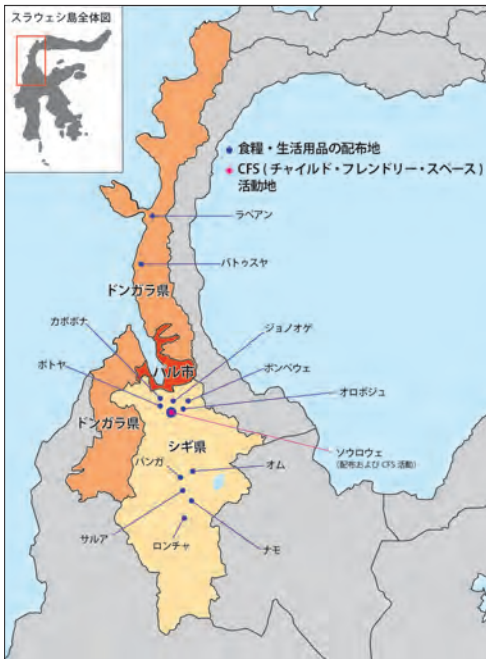 スラウェシ島全体図
食糧・生活用品の配布地
CFS(チャイルド・フレンドリー・スペース)
活動地
ラベアン
バトゥスヤ
ドンガラ県
カボボナ
ジョノオゲ
パル市
ボンベウェ
ポトヤ
オロボジュ
ドンガラ県
ソウロウェ
(配布およびCFS活動)
シギ県
バンガ
オム
サルア
ナモ
ロンチャ